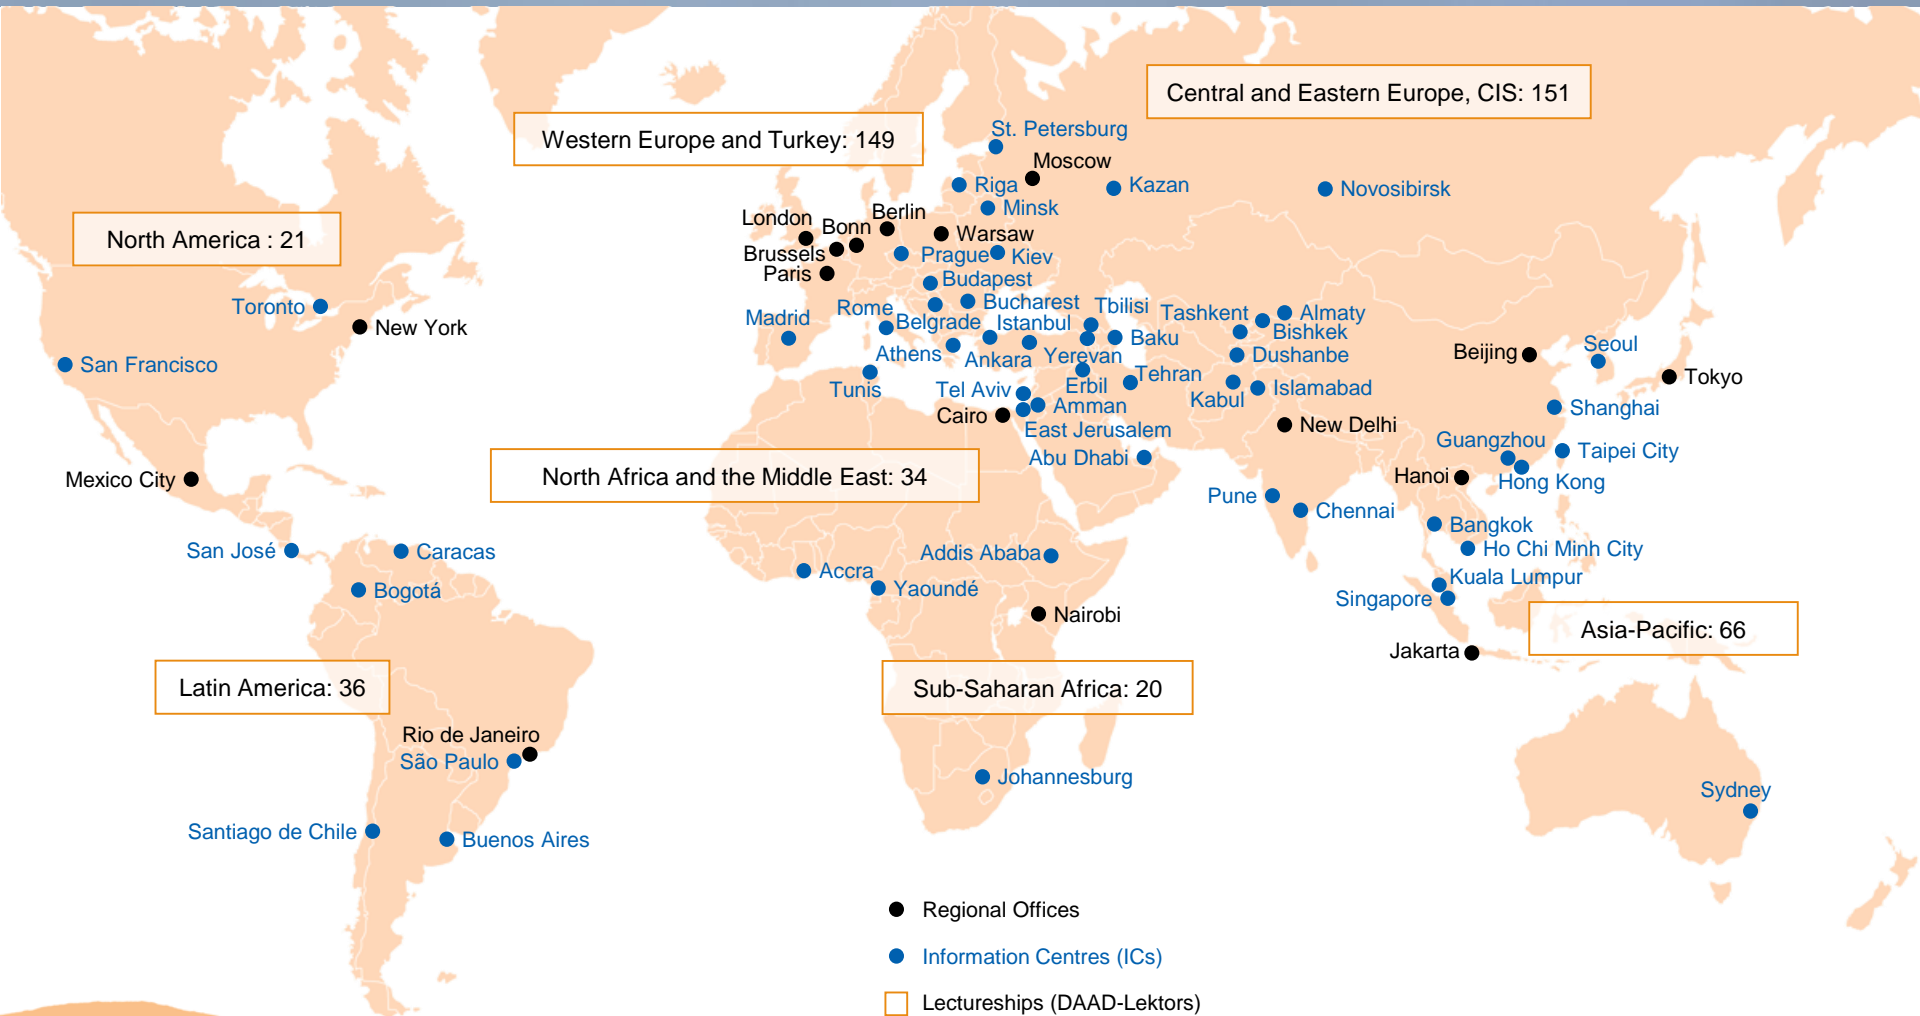 Central and Eastern Europe, CIS: 151
Western Europe and Turkey: 149
St. Petersburg
Moscow
Riga
Kazan
Novosibirsk
Minsk
London
Bonn
Berlin
Warsaw
North America : 21
Brussels
Prague
Kiev
Paris
Budapest
Toronto
New York
Madrid
Rome
Belgrade
Bucharest
Istanbul
Tbilisi
Tashkent
Almaty
Bishkek
San Francisco
Athens
Ankara
Yerevan
Baku
Dushanbe
Beijing
Seoul
Tokyo
Tunis
Tel Aviv
Erbil
Tehran
Kabul
Islamabad
Cairo
Amman
East Jerusalem
New Delhi
Shanghai
Guangzhou
Taipei City
Abu Dhabi
Mexico City
North Africa and the Middle East: 34
Hanoi
Hong Kong
Pune
Chennai
Bangkok
San José
Caracas
Addis Ababa
Ho Chi Minh City
Bogotá
Accra
Yaoundé
Kuala Lumpur
Singapore
Nairobi
Asia-Pacific: 66
Jakarta
Latin America: 36
Sub-Saharan Africa: 20
Rio de Janeiro
São Paulo
Johannesburg
Sydney
Santiago de Chile
Buenos Aires
Regional Offices
Information Centres (ICs)
Lectureships (DAAD-Lektors)